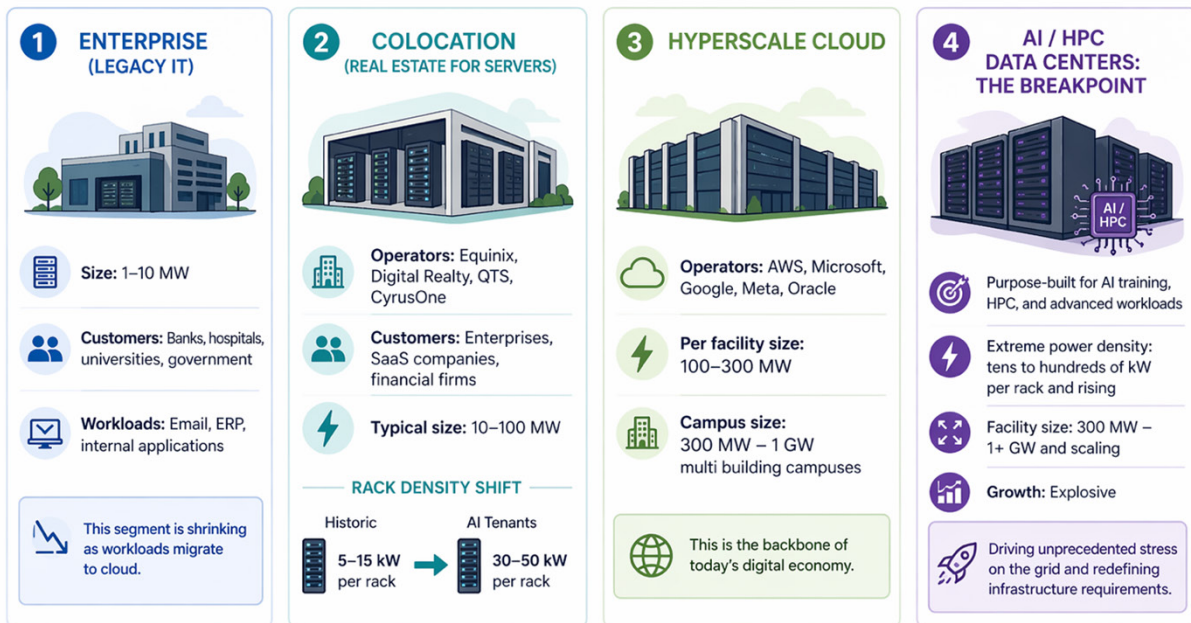 1
ENTERPRISE
(LEGACY IT)
Size: 1–10 MW
Customers: Banks, hospitals,
universities, government
Workloads: Email, ERP,
internal applications
This segment is shrinking
as workloads migrate
to cloud.
2
COLOCATION
(REAL ESTATE FOR SERVERS)
Operators: Equinix,
Digital Realty, QTS,
CyrusOne
Customers: Enterprises,
SaaS companies,
financial firms
Typical size: 10–100 MW
RACK DENSITY SHIFT
Historic
5–15 kW
per rack
AI Tenants
30–50 kW
per rack
3
HYPERSCALE CLOUD
Operators: AWS, Microsoft,
Google, Meta, Oracle
Per facility size:
100–300 MW
Campus size:
300 MW – 1 GW
multi building campuses
This is the backbone of
today's digital economy.
4
AI / HPC
DATA CENTERS:
THE BREAKPOINT
AI /
HPC
Purpose-built for AI training,
HPC, and advanced workloads
Extreme power density:
tens to hundreds of kW
per rack and rising
Facility size: 300 MW –
1+ GW and scaling
Growth: Explosive
Driving unprecedented stress
on the grid and redefining
infrastructure requirements.